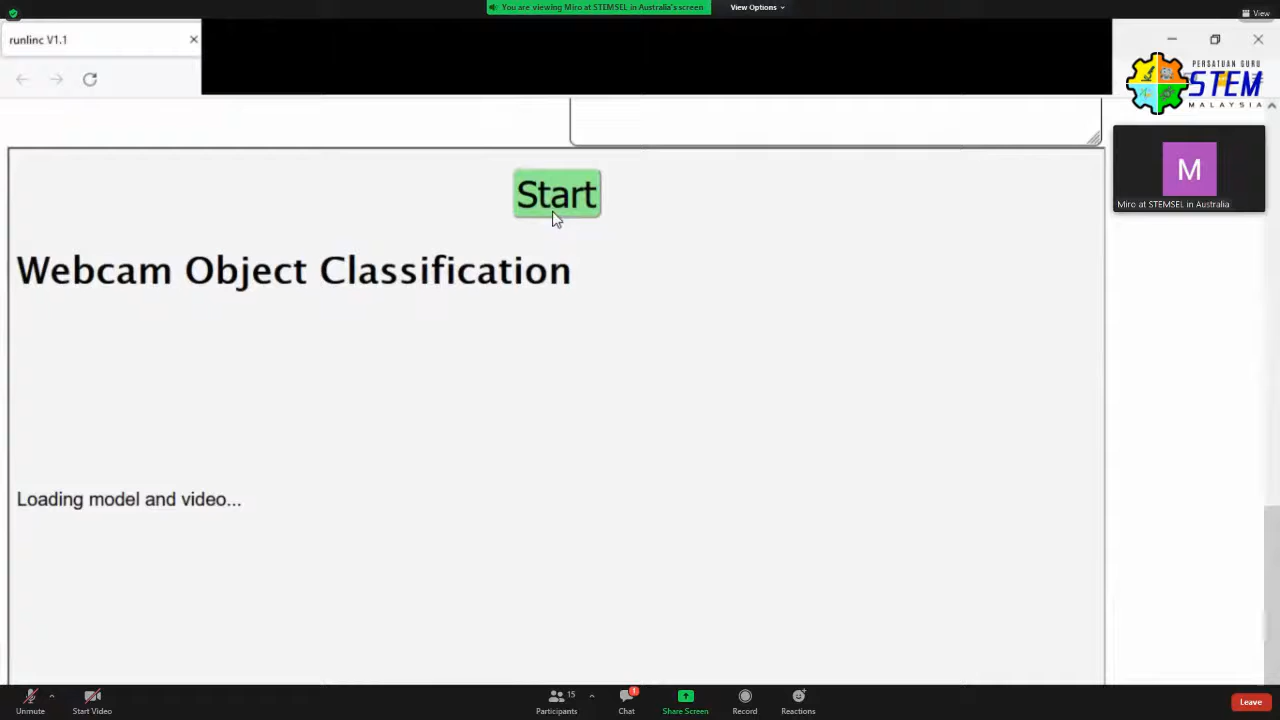 You are viewing Miro at STEMSEL in Australia's screen
View Options
View
runlinc V1.1
PERSATUAN GURU
STEM
MALAYSIA
Start
M
Miro at STEMSEL in Australia
Webcam Object Classification
Loading model and video...
Unmute
Start Video
15
Participants
1
Chat
Share Screen
Record
Reactions
Leave